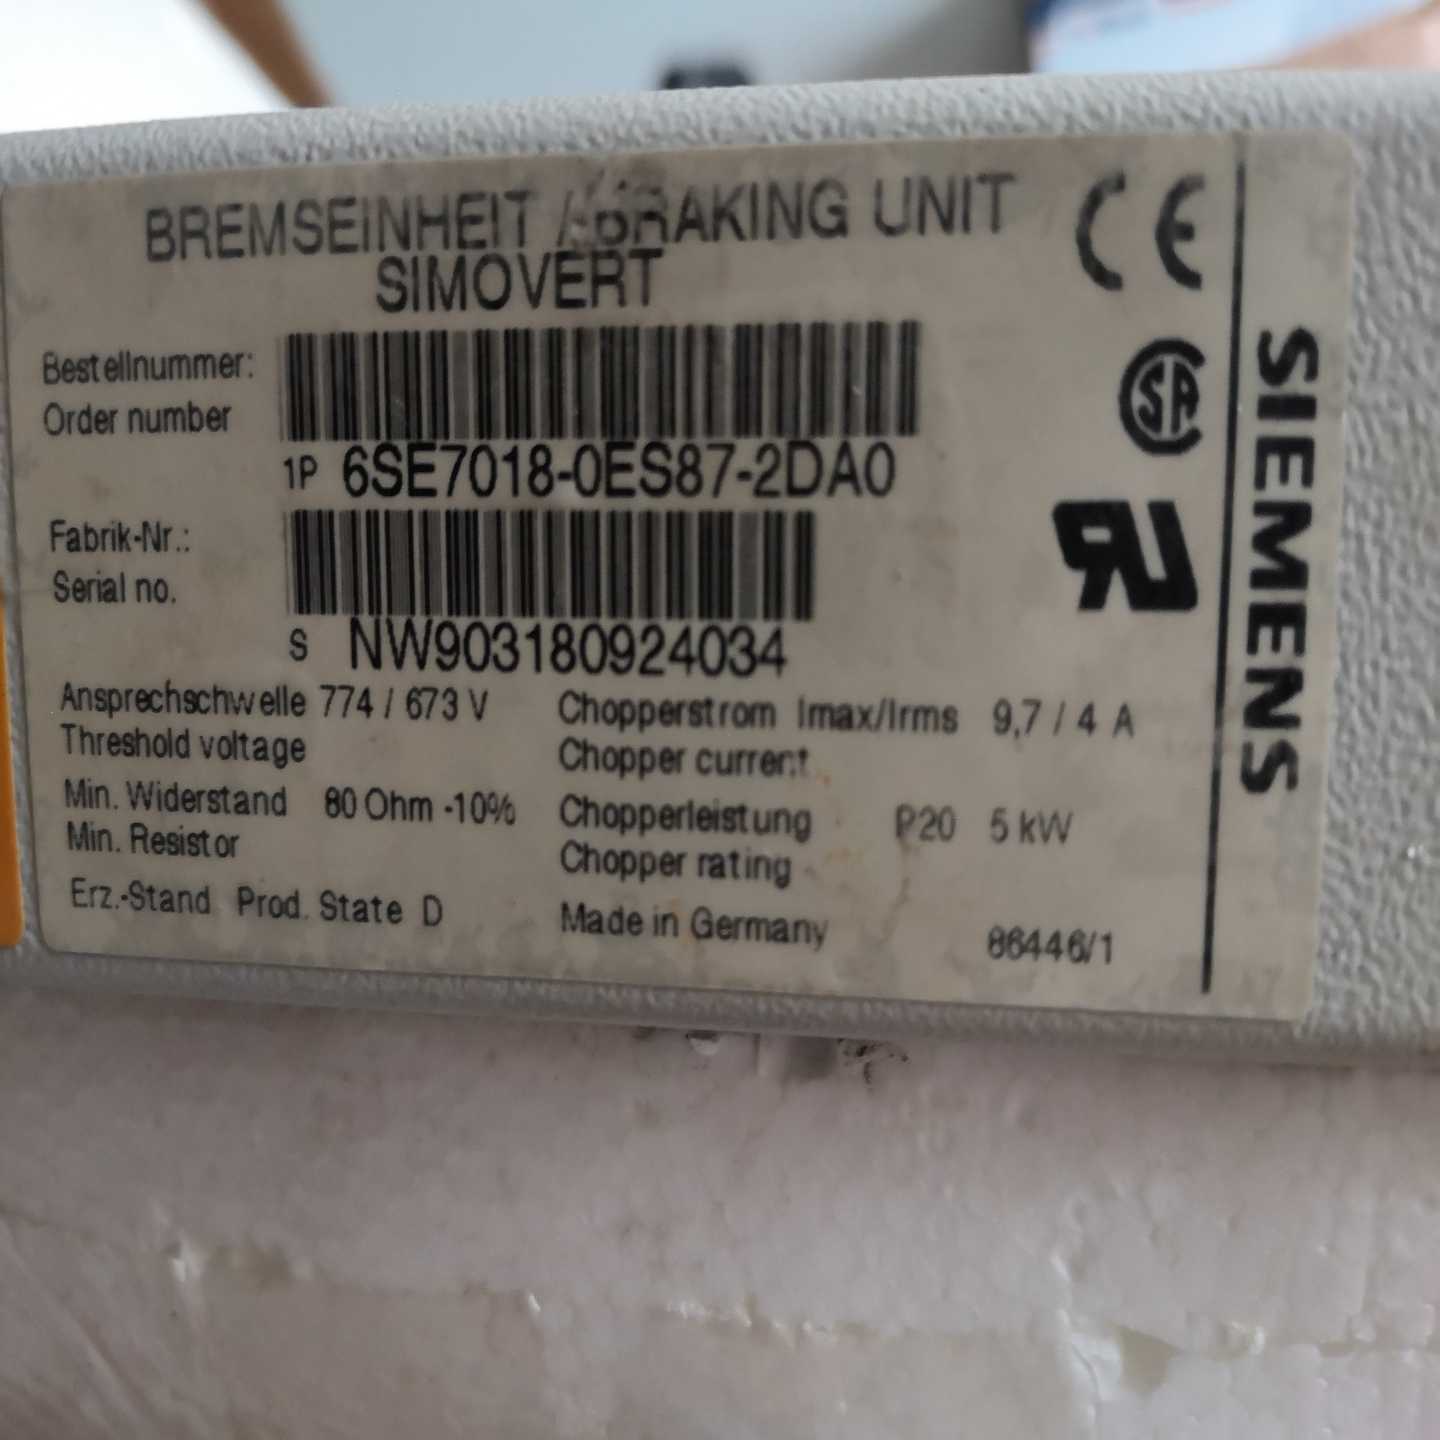 BREMSEINHEIT / BRAKING UNIT
SIMOVERT
CE
Bestellnummer:
Order number
1P 6SE7018-0ES87-2DA0
Fabrik-Nr.:
Serial no.
S NW903180924034
Ansprechschwelle 774 / 673 V
Threshold voltage
Min. Widerstand 80 Ohm -10%
Min. Resistor
Erz.-Stand Prod. State D
Chopperstrom Imax/Irms 9,7 / 4 A
Chopper current
Chopperleistung P20 5 kW
Chopper rating
Made in Germany
86446/1
SA
RU
SIEMENS